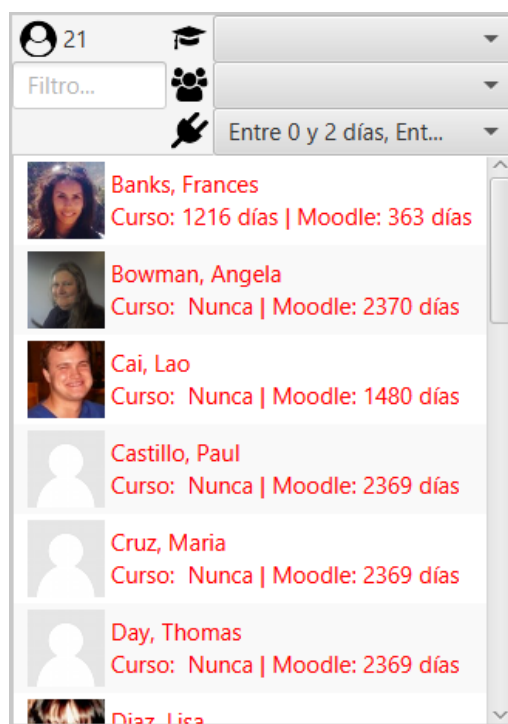 21
Filtro...
Entre 0 y 2 días, Ent...
Banks, Frances
Curso: 1216 días | Moodle: 363 días
Bowman, Angela
Curso:  Nunca | Moodle: 2370 días
Cai, Lao
Curso:  Nunca | Moodle: 1480 días
Castillo, Paul
Curso:  Nunca | Moodle: 2369 días
Cruz, Maria
Curso:  Nunca | Moodle: 2369 días
Day, Thomas
Curso:  Nunca | Moodle: 2369 días
Diaz, Lisa